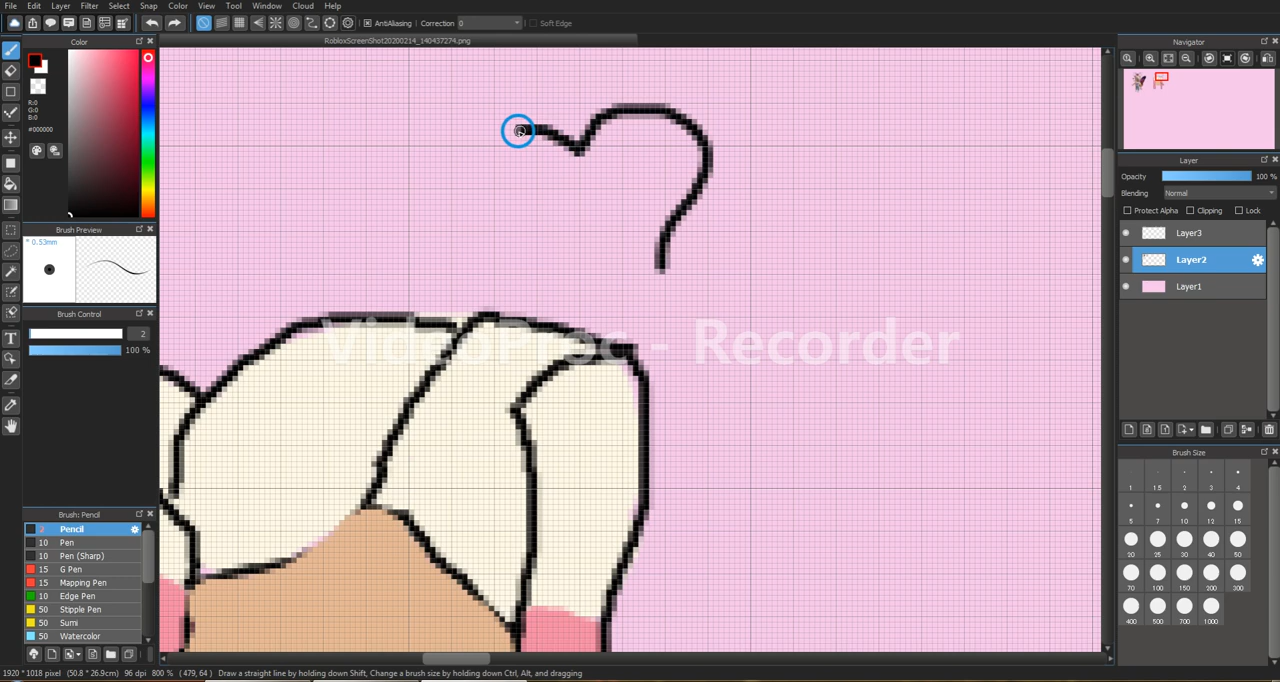 File Edit Layer Filter Select Snap Color View Tool Window Cloud Help
AntiAliasing Correction 0 Soft Edge
Color RobloxScreenShot20200214_140437274.png Navigator
R:0
G:0
B:0
#000000
Layer
Opacity 100 %
Blending Normal
Protect Alpha Clipping Lock
Brush Preview
* 0.53mm
Layer3
Layer2
Layer1
Brush Control
2
100 %
VideoProc - Recorder
Brush Size
1 1.5 2 3 4
5 7 10 12 15
20 25 30 40 50
70 100 150 200 300
400 500 700 1000
Brush: Pencil
2 Pencil
10 Pen
10 Pen (Sharp)
15 G Pen
15 Mapping Pen
10 Edge Pen
50 Stipple Pen
50 Sumi
50 Watercolor
1920 * 1018 pixel (50.8 * 26.9cm) 96 dpi 800 % ( 479, 64 ) Draw a straight line by holding down Shift, Change a brush size by holding down Ctrl, Alt, and dragging